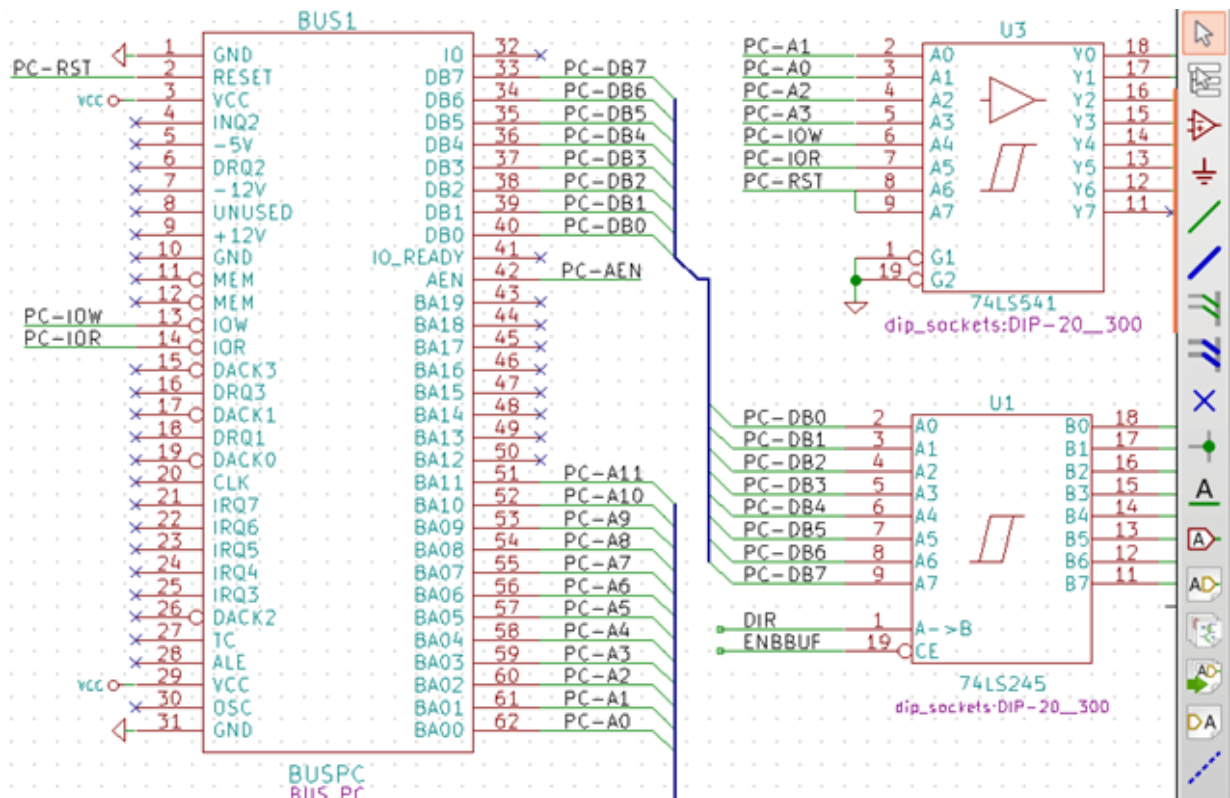 BUS1
1 GND
PC-RST 2 RESET
VCC 3 VCC
4 INQ2
5 -5V
6 DRQ2
7 -12V
8 UNUSED
9 +12V
10 GND
11 MEM
12 MEM
PC-IOW 13 IOW
PC-IOR 14 IOR
15 DACK3
16 DRQ3
17 DACK1
18 DRQ1
19 DACK0
20 CLK
21 IRQ7
22 IRQ6
23 IRQ5
24 IRQ4
25 IRQ3
26 DACK2
27 TC
28 ALE
VCC 29 VCC
30 OSC
31 GND
IO 32
DB7 33 PC-DB7
DB6 34 PC-DB6
DB5 35 PC-DB5
DB4 36 PC-DB4
DB3 37 PC-DB3
DB2 38 PC-DB2
DB1 39 PC-DB1
DB0 40 PC-DB0
IO_READY 41
AEN 42 PC-AEN
BA19 43
BA18 44
BA17 45
BA16 46
BA15 47
BA14 48
BA13 49
BA12 50
BA11 51 PC-A11
BA10 52 PC-A10
BA09 53 PC-A9
BA08 54 PC-A8
BA07 55 PC-A7
BA06 56 PC-A6
BA05 57 PC-A5
BA04 58 PC-A4
BA03 59 PC-A3
BA02 60 PC-A2
BA01 61 PC-A1
BA00 62 PC-A0
BUSPC
BUS_PC
U3
PC-A1 2 A0 Y0 18
PC-A0 3 A1 Y1 17
PC-A2 4 A2 Y2 16
PC-A3 5 A3 Y3 15
PC-IOW 6 A4 Y4 14
PC-IOR 7 A5 Y5 13
PC-RST 8 A6 Y6 12
9 A7 Y7 11
1 G1
19 G2
74LS541
dip_sockets:DIP-20__300
U1
PC-DB0 2 A0 B0 18
PC-DB1 3 A1 B1 17
PC-DB2 4 A2 B2 16
PC-DB3 5 A3 B3 15
PC-DB4 6 A4 B4 14
PC-DB5 7 A5 B5 13
PC-DB6 8 A6 B6 12
PC-DB7 9 A7 B7 11
DIR 1 A->B
ENBBUF 19 CE
74LS245
dip_sockets:DIP-20__300
A
A
AD
AD
DA